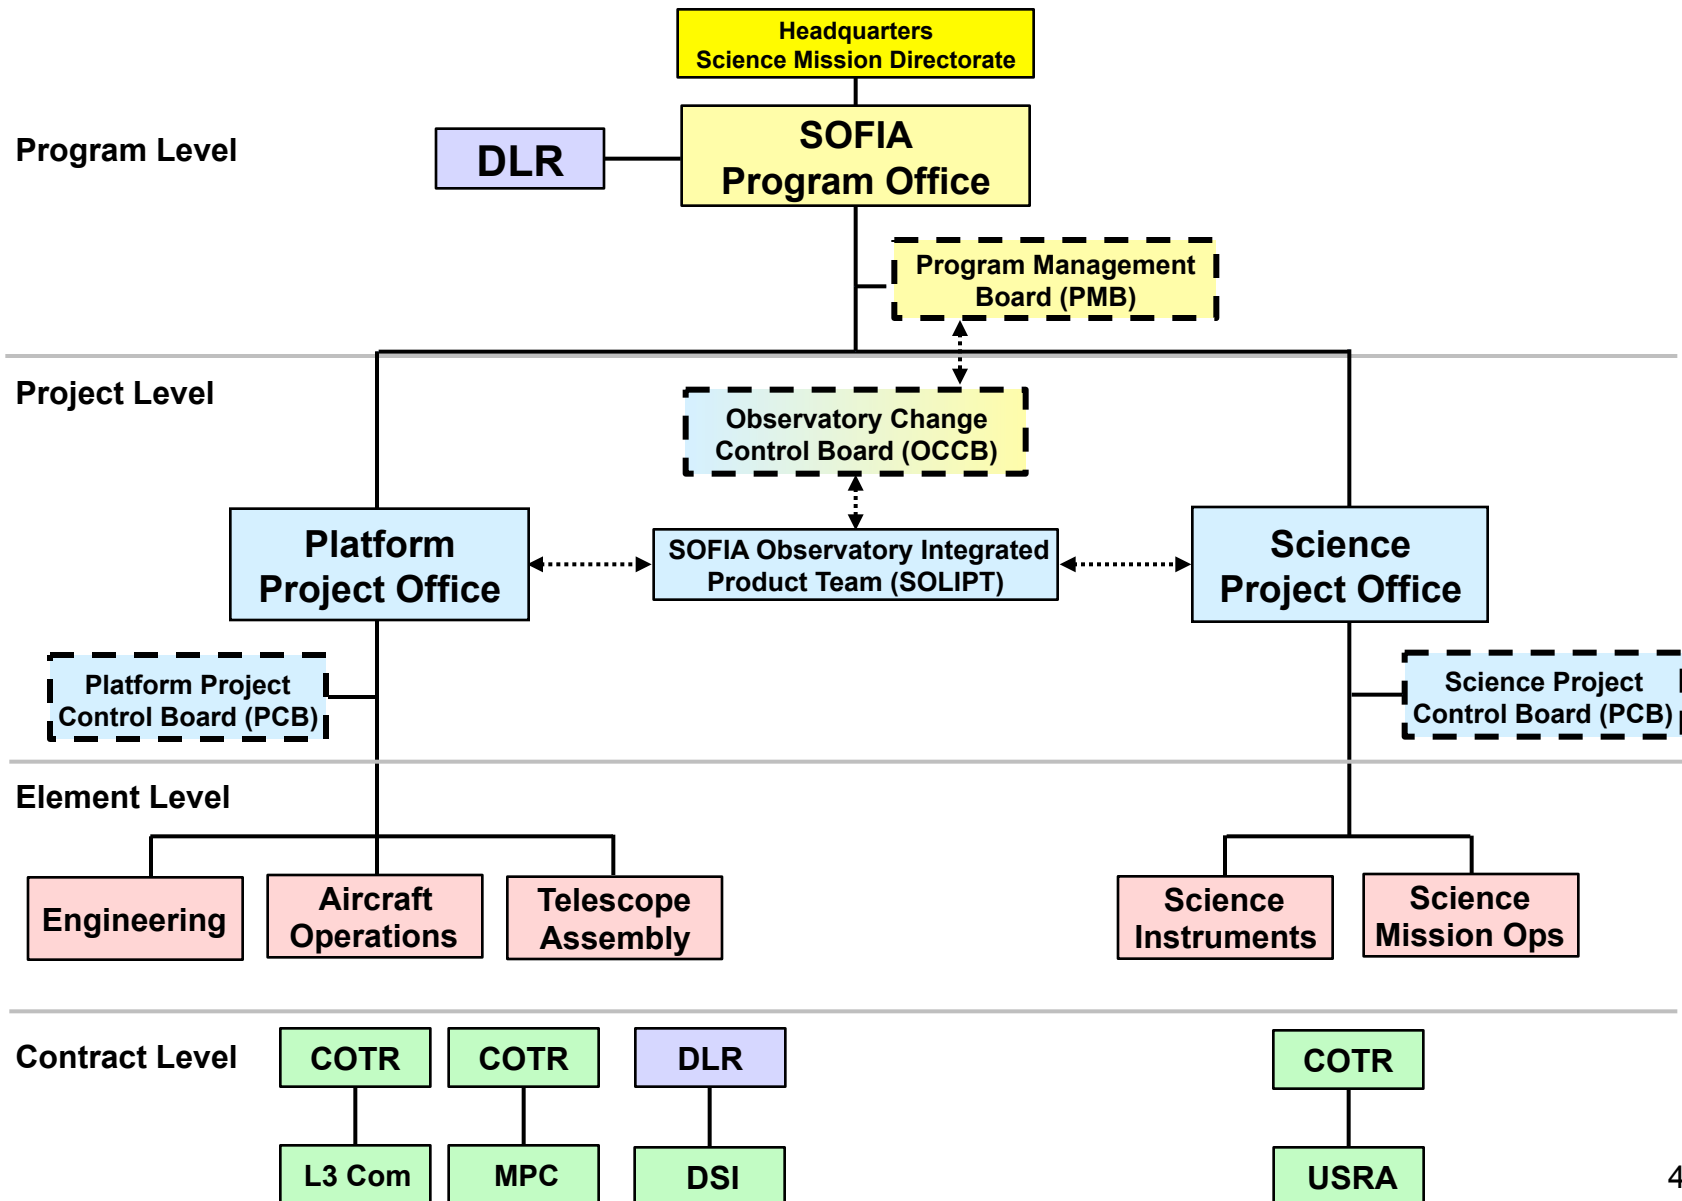 Headquarters
Science Mission Directorate
Program Level
DLR
SOFIA
Program Office
Program Management
Board (PMB)
Project Level
Observatory Change
Control Board (OCCB)
Platform
Project Office
SOFIA Observatory Integrated
Product Team (SOLIPT)
Science
Project Office
Platform Project
Control Board (PCB)
Science Project
Control Board (PCB)
Element Level
Engineering
Aircraft
Operations
Telescope
Assembly
Science
Instruments
Science
Mission Ops
Contract Level
COTR
COTR
DLR
COTR
L3 Com
MPC
DSI
USRA
4